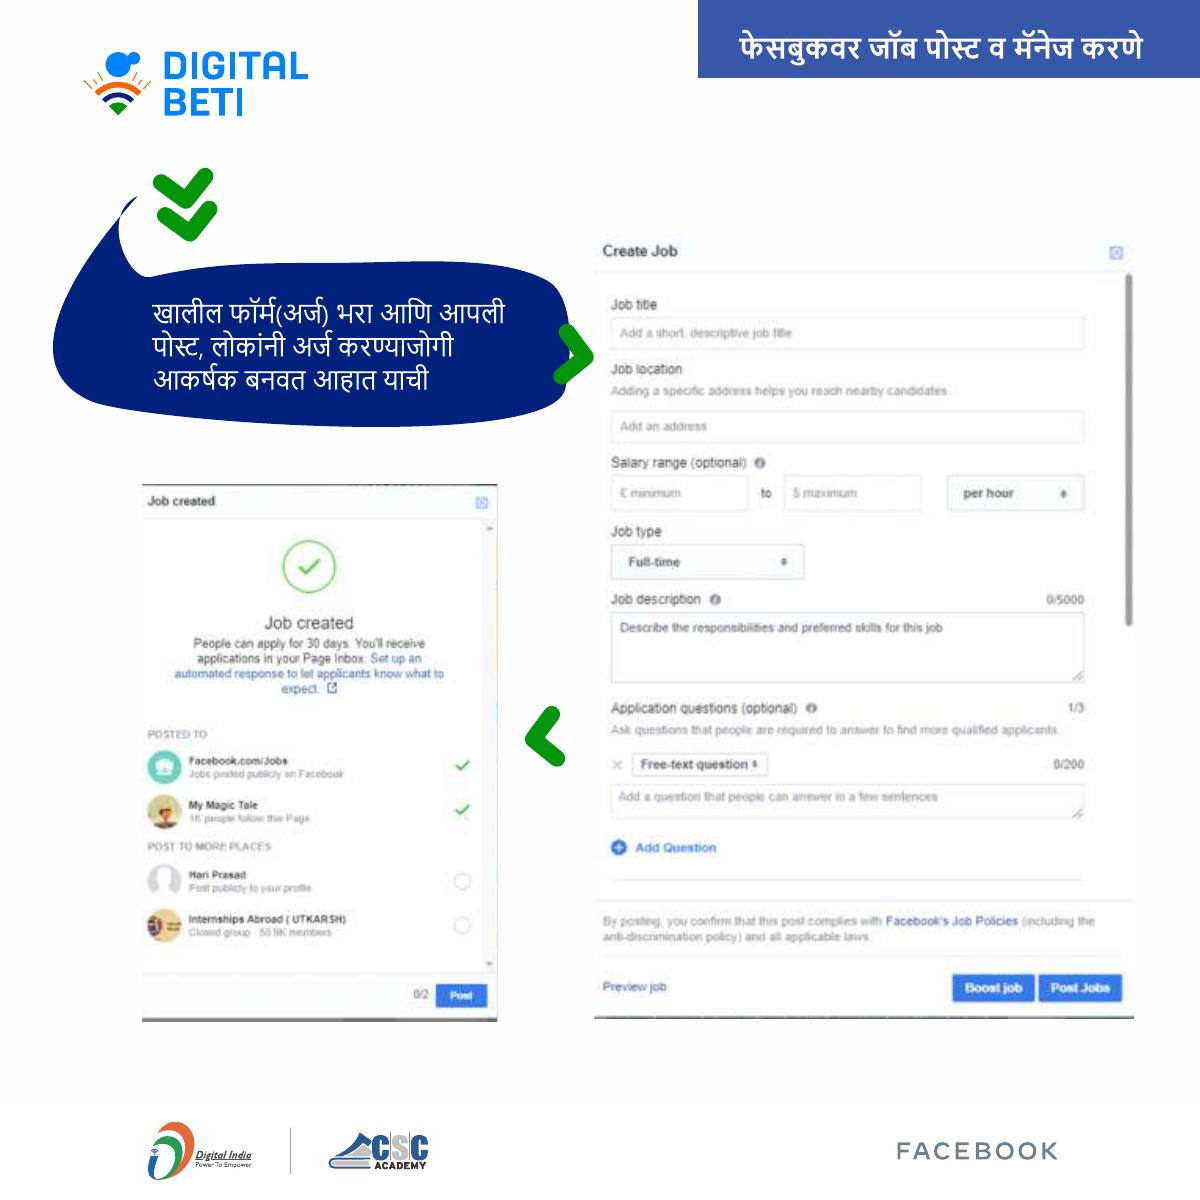 फेसबुकवर जॉब पोस्ट व मॅनेज करणे
DIGITAL
BETI
खालील फॉर्म(अर्ज) भरा आणि आपली
पोस्ट, लोकांनी अर्ज करण्याजोगी
आकर्षक बनवत आहात याची
Create Job
Job title
Add a short, descriptive job title
Job location
Adding a specific address helps you reach nearby candidates.
Add an address
Salary range (optional)
minimum to $ maximum per hour
Job type
Full-time
Job description 0/5000
Describe the responsibilities and preferred skills for this job
Application questions (optional) 1/3
Ask questions that people are required to answer to find more qualified applicants.
Free-text question 0/200
Add a question that people can answer in a few sentences
Add Question
By posting, you confirm that this post complies with Facebook's Job Policies (including the
anti-discrimination policy) and all applicable laws.
Preview job Boost job Post Jobs
Job created
Job created
People can apply for 30 days. You'll receive
applications in your Page Inbox. Set up an
automated response to let applicants know what to
expect.
POSTED TO
Facebook.com/Jobs
Jobs posted publicly on Facebook
My Magic Tale
1K people follow this Page
POST TO MORE PLACES
Hari Prasad
Post publicly to your profile
Internships Abroad ( UTKARSH)
Closed group · members
0/2 Post
Digital India
Power To Empower
CSC
ACADEMY
FACEBOOK